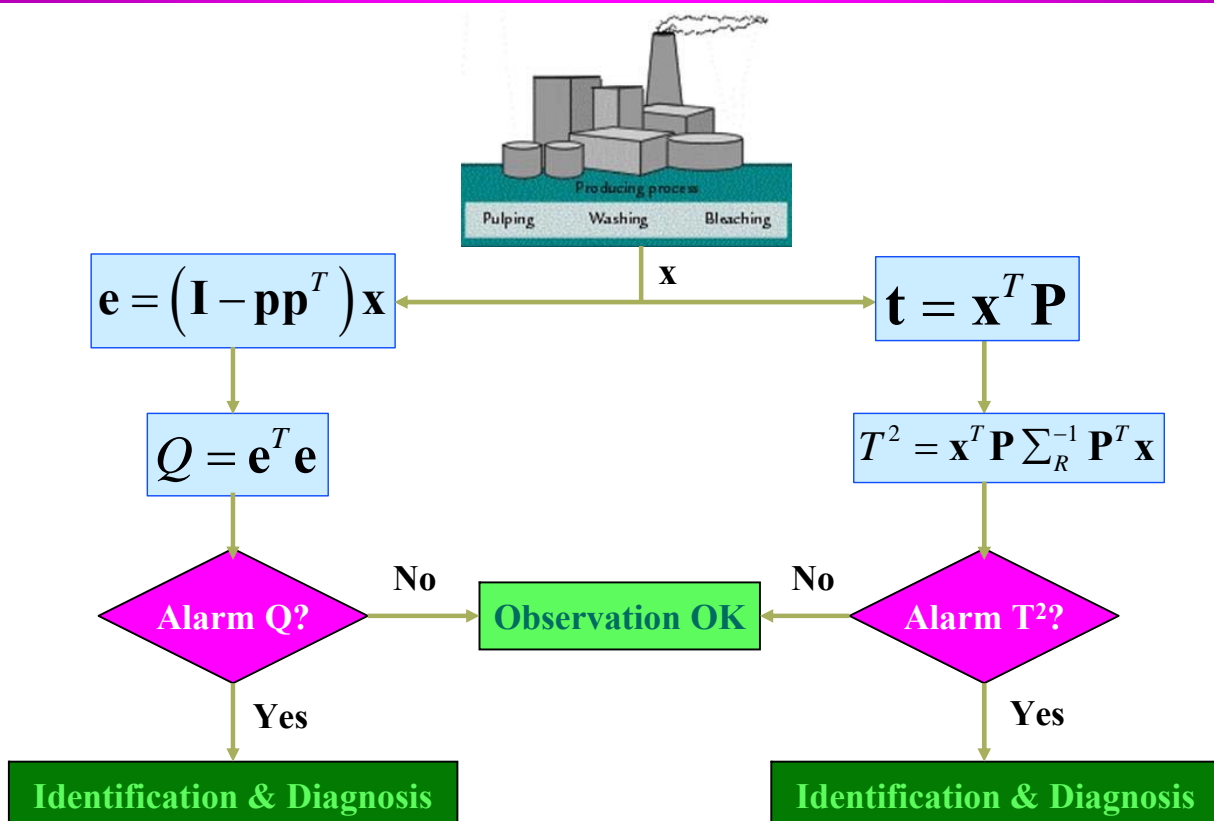 Producing process
Pulping Washing Bleaching
x
e = (I − pp^T) x
t = x^T P
Q = e^T e
T^2 = x^T P ∑_R^{-1} P^T x
Alarm Q?
No
Observation OK
No
Alarm T²?
Yes
Yes
Identification & Diagnosis
Identification & Diagnosis